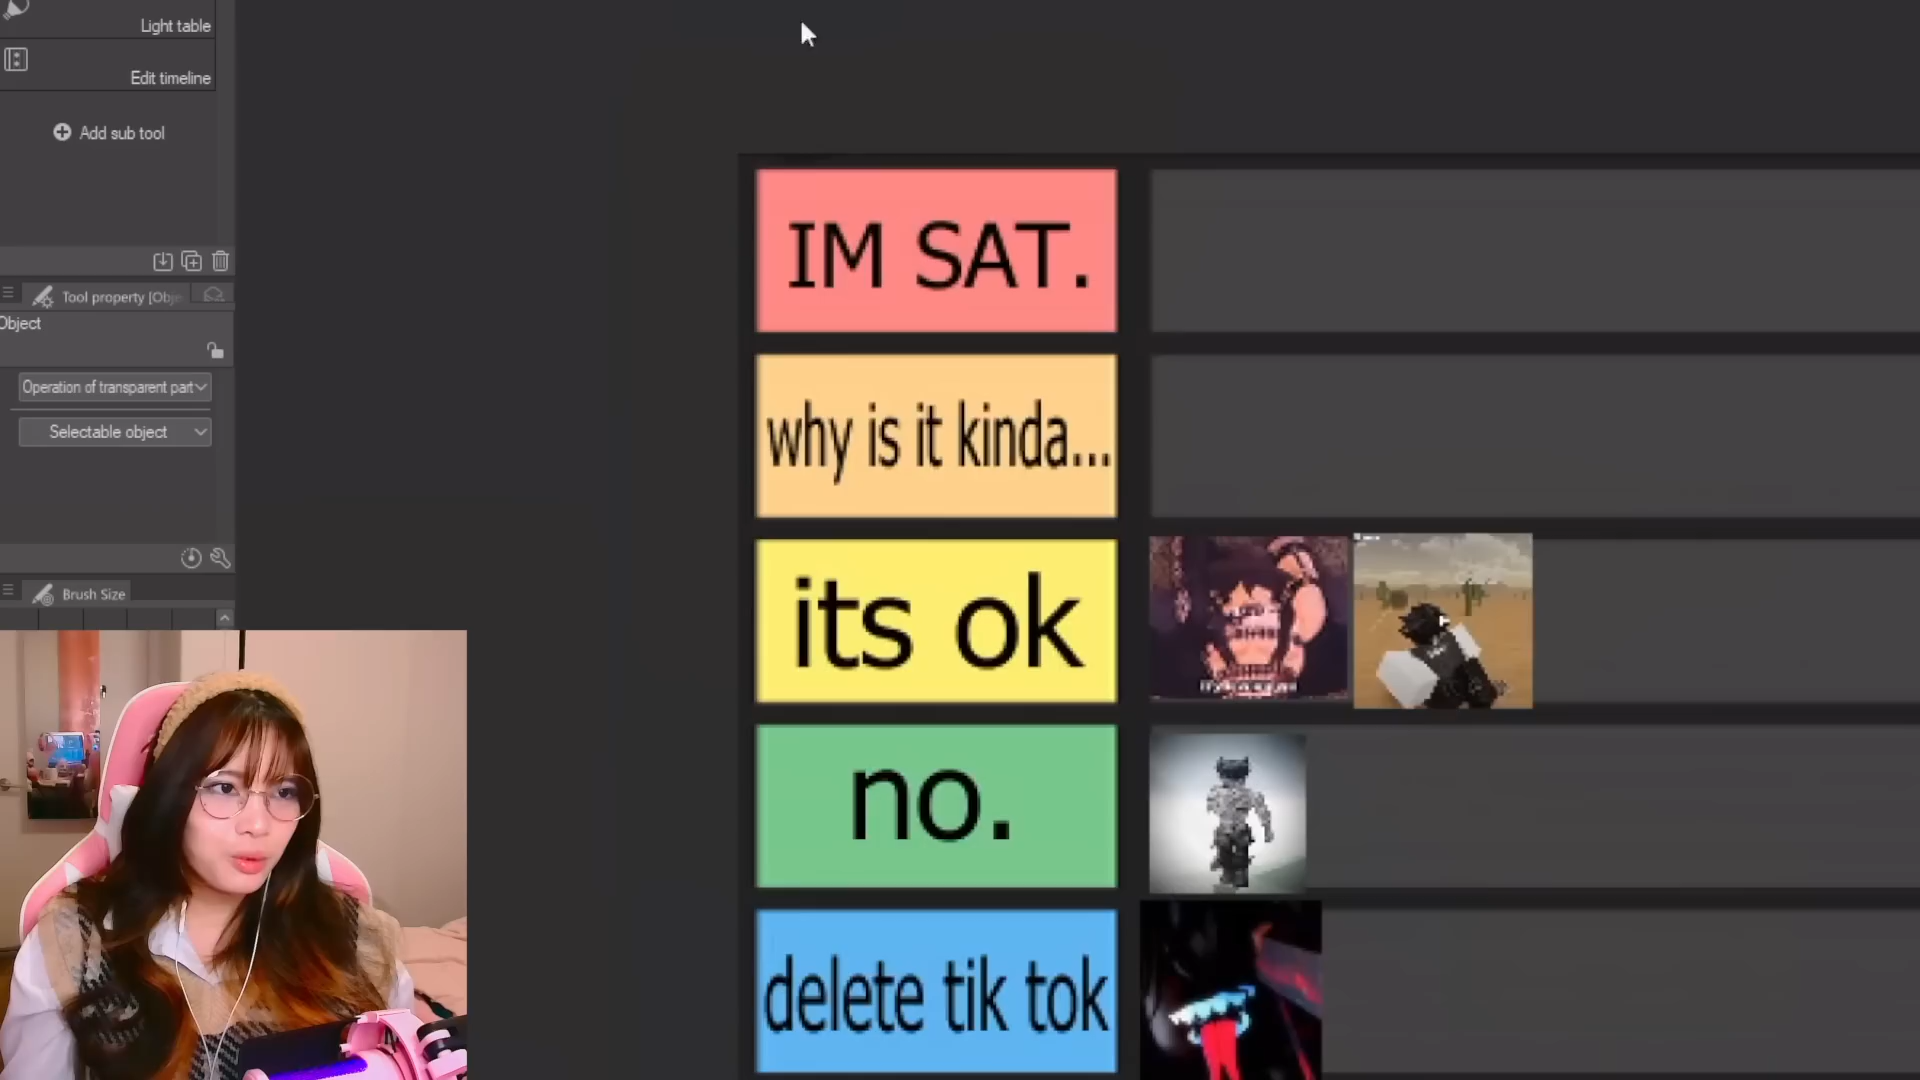 Light table
Edit timeline
Add sub tool
Tool property [Obje
Object
Operation of transparent part
Selectable object
Brush Size
IM SAT.
why is it kinda...
its ok
no.
delete tik tok